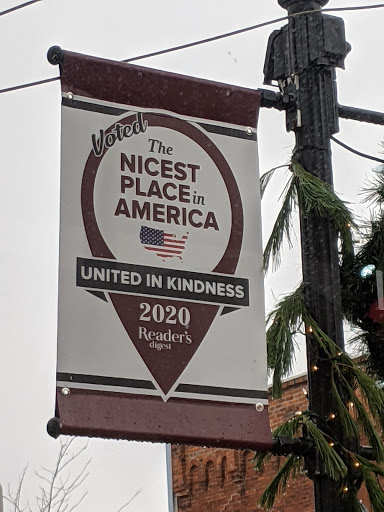 Voted
The
NICEST
PLACE in
AMERICA
UNITED IN KINDNESS
2020
Reader's
digest